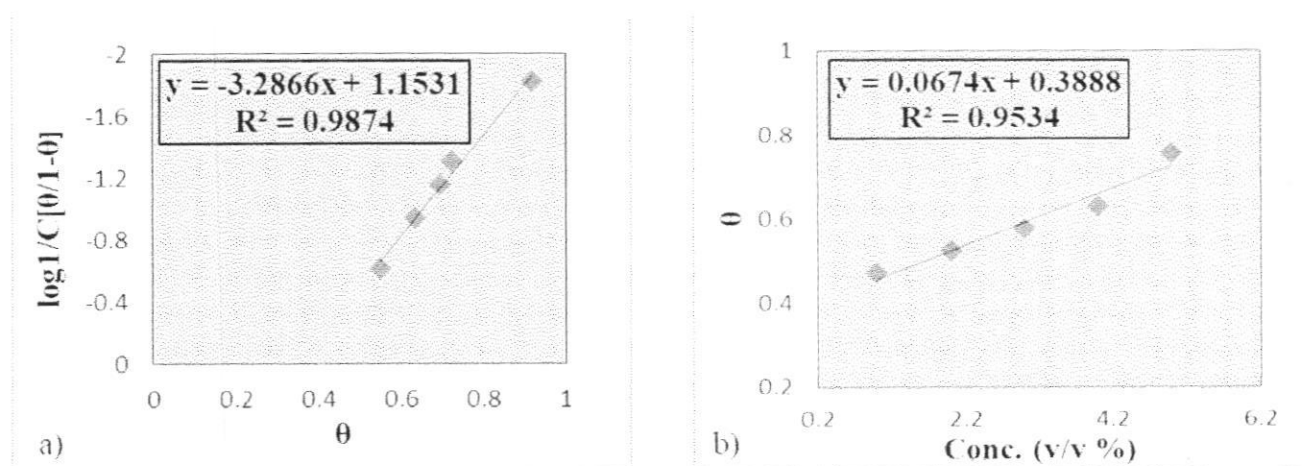 -2
-1.6
-1.2
-0.8
-0.4
0
y = -3.2866x + 1.1531
R² = 0.9874
log1/C[θ/1-θ]
0 0.2 0.4 0.6 0.8 1
θ
a)
1
0.8
0.6
0.4
0.2
y = 0.0674x + 0.3888
R² = 0.9534
θ
0.2 2.2 4.2 6.2
Conc. (v/v %)
b)